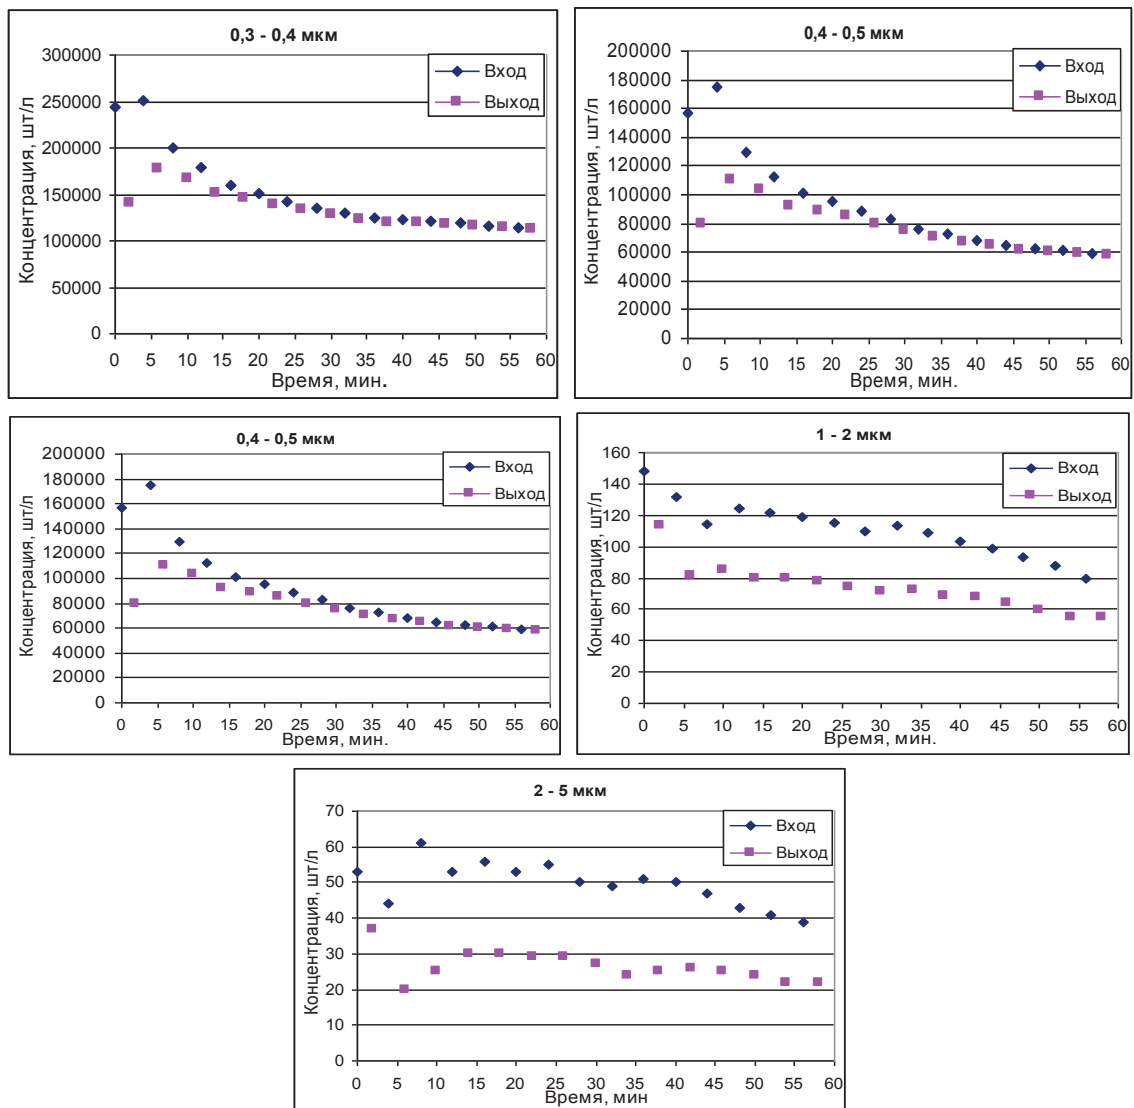 0,3 - 0,4 мкм
Концентрация, шт/л
300000
250000
200000
150000
100000
50000
0
Вход
Выход
0 5 10 15 20 25 30 35 40 45 50 55 60
Время, мин.
0,4 - 0,5 мкм
Концентрация, шт/л
200000
180000
160000
140000
120000
100000
80000
60000
40000
20000
0
Вход
Выход
0 5 10 15 20 25 30 35 40 45 50 55 60
Время, мин.
0,4 - 0,5 мкм
Концентрация, шт/л
200000
180000
160000
140000
120000
100000
80000
60000
40000
20000
0
Вход
Выход
0 5 10 15 20 25 30 35 40 45 50 55 60
Время, мин.
1 - 2 мкм
Концентрация, шт/л
160
140
120
100
80
60
40
20
0
Вход
Выход
0 5 10 15 20 25 30 35 40 45 50 55 60
Время, мин.
2 - 5 мкм
Концентрация, шт/л
70
60
50
40
30
20
10
0
Вход
Выход
0 5 10 15 20 25 30 35 40 45 50 55 60
Время, мин